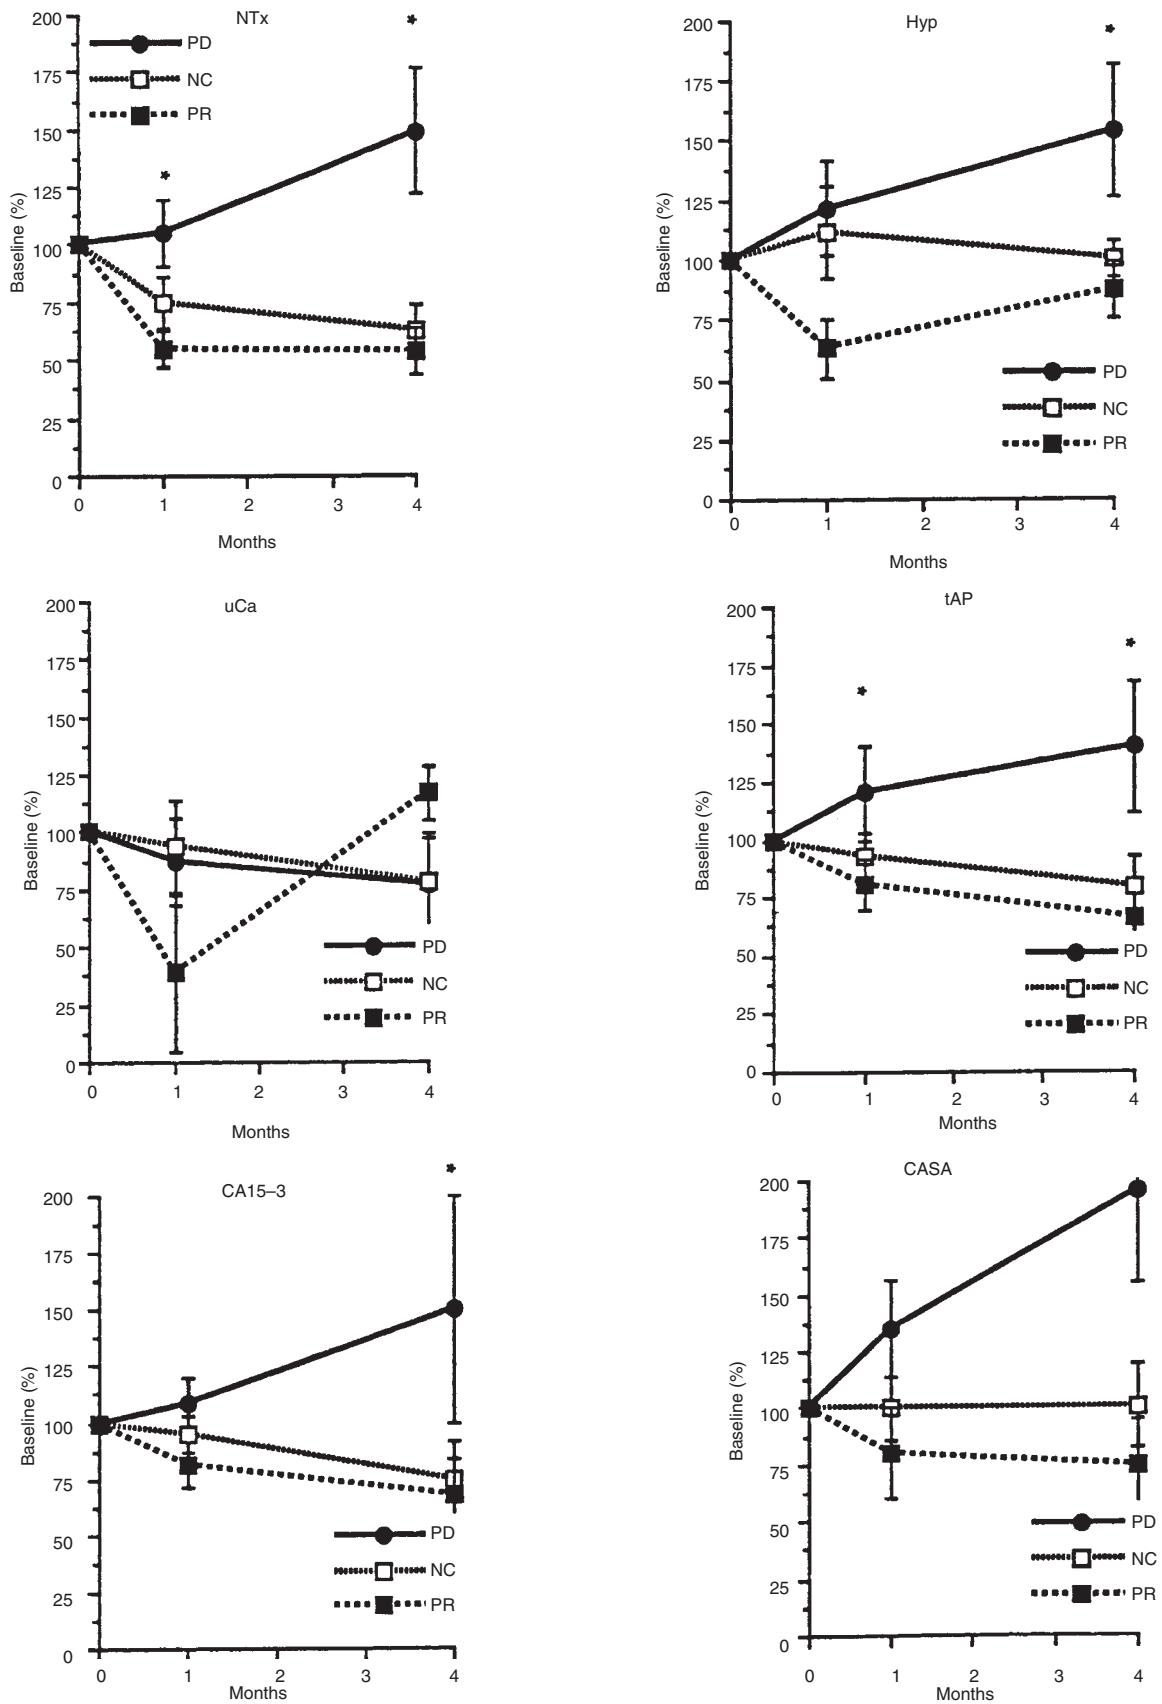 NTx
200
175
150
125
100
75
50
25
0
Baseline (%)
PD
NC
PR
*
*
0 1 2 3 4
Months
Hyp
200
175
150
125
100
75
50
25
0
Baseline (%)
*
PD
NC
PR
0 1 2 3 4
Months
uCa
200
175
150
125
100
75
50
25
0
Baseline (%)
PD
NC
PR
0 1 2 3 4
Months
tAP
200
175
150
125
100
75
50
25
0
Baseline (%)
*
*
PD
NC
PR
0 1 2 3 4
Months
CA15–3
200
175
150
125
100
75
50
25
0
Baseline (%)
*
PD
NC
PR
0 1 2 3 4
Months
CASA
200
175
150
125
100
75
50
25
0
Baseline (%)
PD
NC
PR
0 1 2 3 4
Months